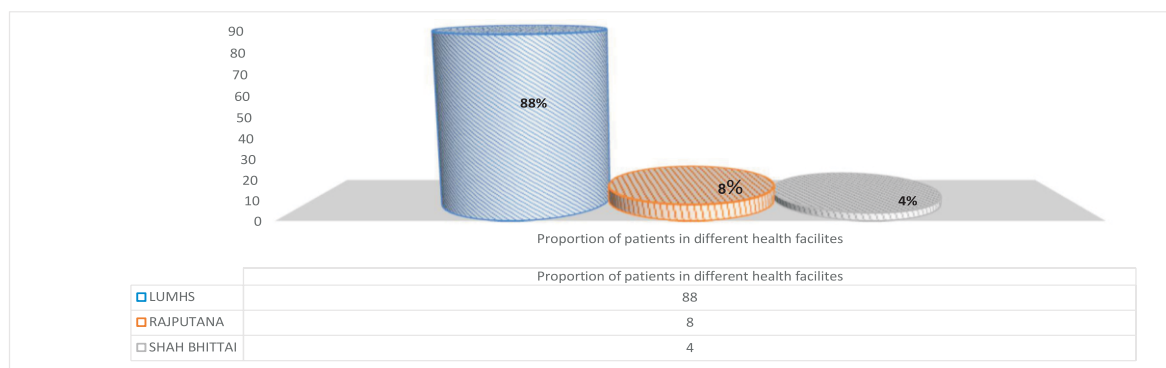 90
80
70
60
50
40
30
20
10
0
88%
8%
4%
Proportion of patients in different health facilites
Proportion of patients in different health facilites
LUMHS 88
RAJPUTANA 8
SHAH BHITTAI 4